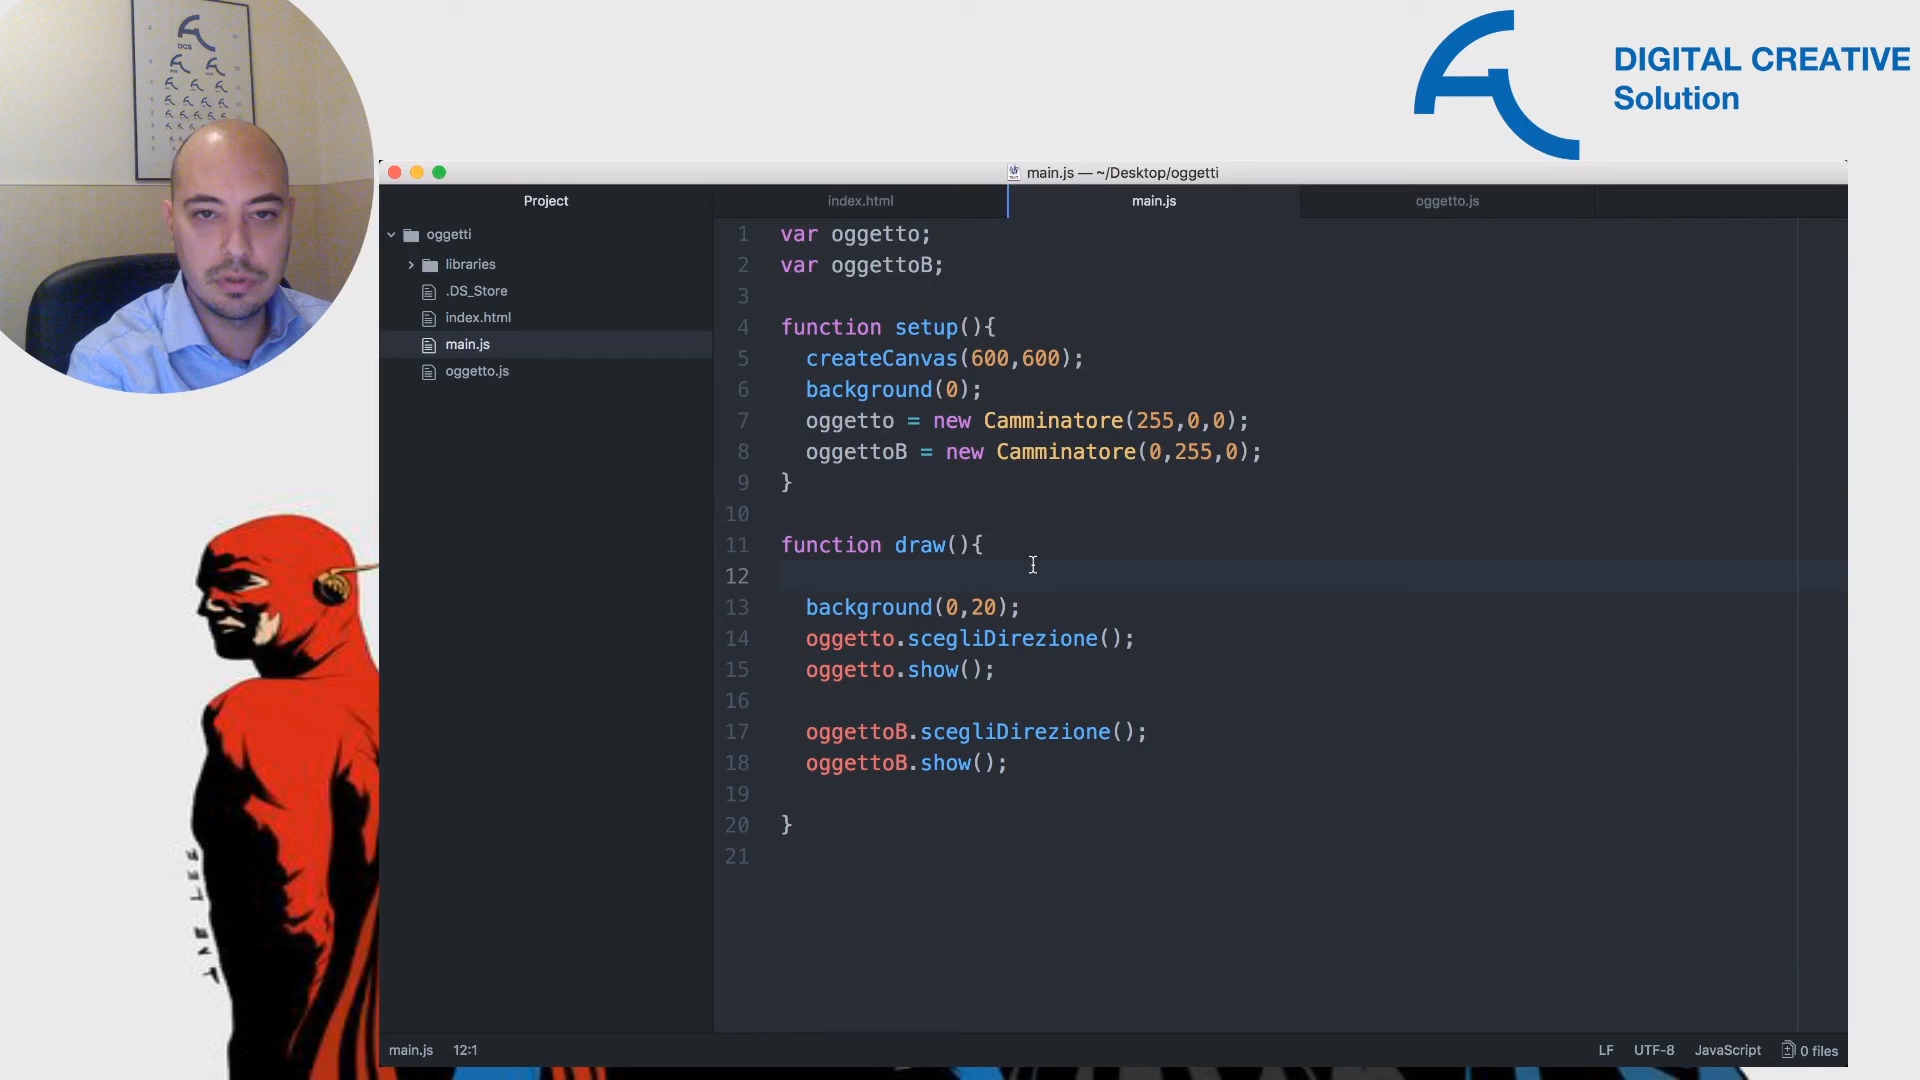 DCS
DIGITAL CREATIVE
Solution
main.js — ~/Desktop/oggetti
Project
index.html
main.js
oggetto.js
oggetti
libraries
.DS_Store
index.html
main.js
oggetto.js
1 var oggetto;
2 var oggettoB;
3
4 function setup(){
5 createCanvas(600,600);
6 background(0);
7 oggetto = new Camminatore(255,0,0);
8 oggettoB = new Camminatore(0,255,0);
9 }
10
11 function draw(){
12
13 background(0,20);
14 oggetto.scegliDirezione();
15 oggetto.show();
16
17 oggettoB.scegliDirezione();
18 oggettoB.show();
19
20 }
21
JAE LEE
main.js 12:1
LF UTF-8 JavaScript 0 files